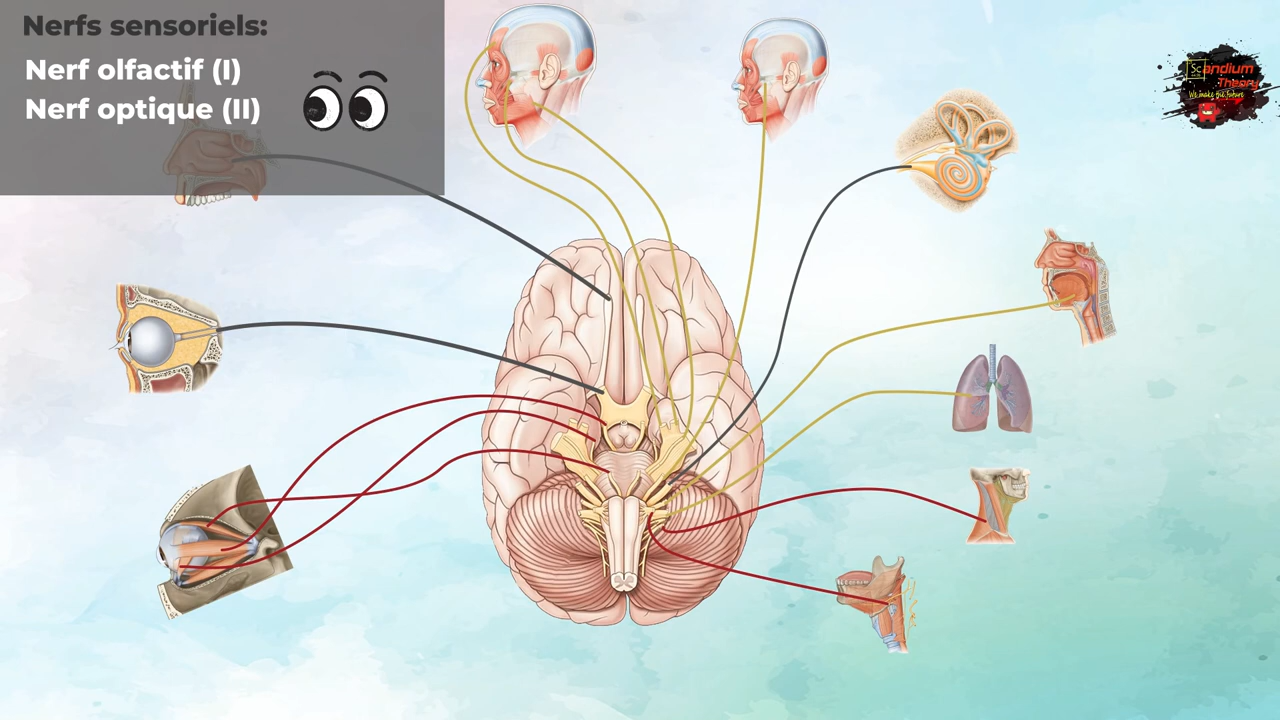 Nerfs sensoriels:
Nerf olfactif (I)
Nerf optique (II)
Scandium
Theory
We make the future